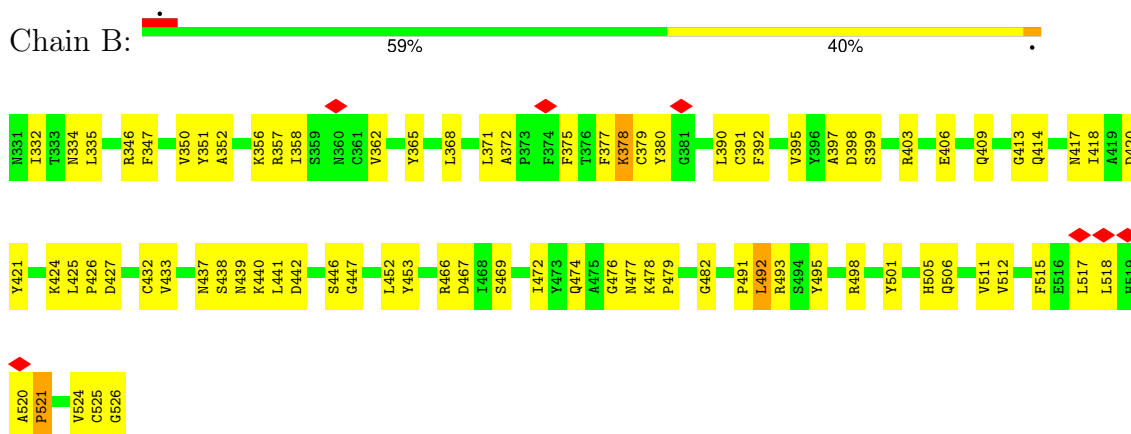 Chain B:
59% 40%
N331 I332 T333 N334 L335 R346 F347 V350 Y351 A352 K356 R357 I358 S359 N360 C361 V362 Y365 L368 L371 A372 P373 F374 F375 T376 F377 K378 C379 Y380 G381 L390 C391 F392 V395 Y396 A397 D398 S399 R403 E406 Q409 G413 Q414 N417 I418 A419 D420
Y421 K424 L425 P426 D427 C432 V433 N437 S438 N439 K440 L441 D442 S446 G447 L452 Y453 R466 D467 I468 S469 I472 Y473 Q474 A475 G476 N477 K478 P479 G482 P491 L492 R493 S494 Y495 R498 Y501 H505 Q506 V511 V512 F515 E516 L517 L518 H519
A520 P521 V524 C525 G526